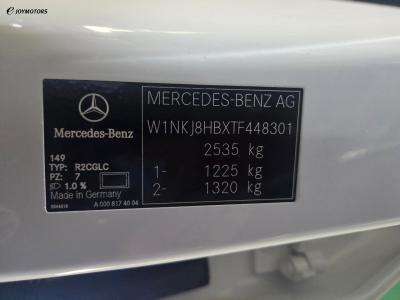 JOYMOTORS
MERCEDES-BENZ AG
W1NKJ8HBXTF448301
2535 kg
1- 1225 kg
2- 1320 kg
Mercedes-Benz
149
TYP: R2CGLC
PZ: 7
1.0 %
Made in Germany
A 000 817 40 04